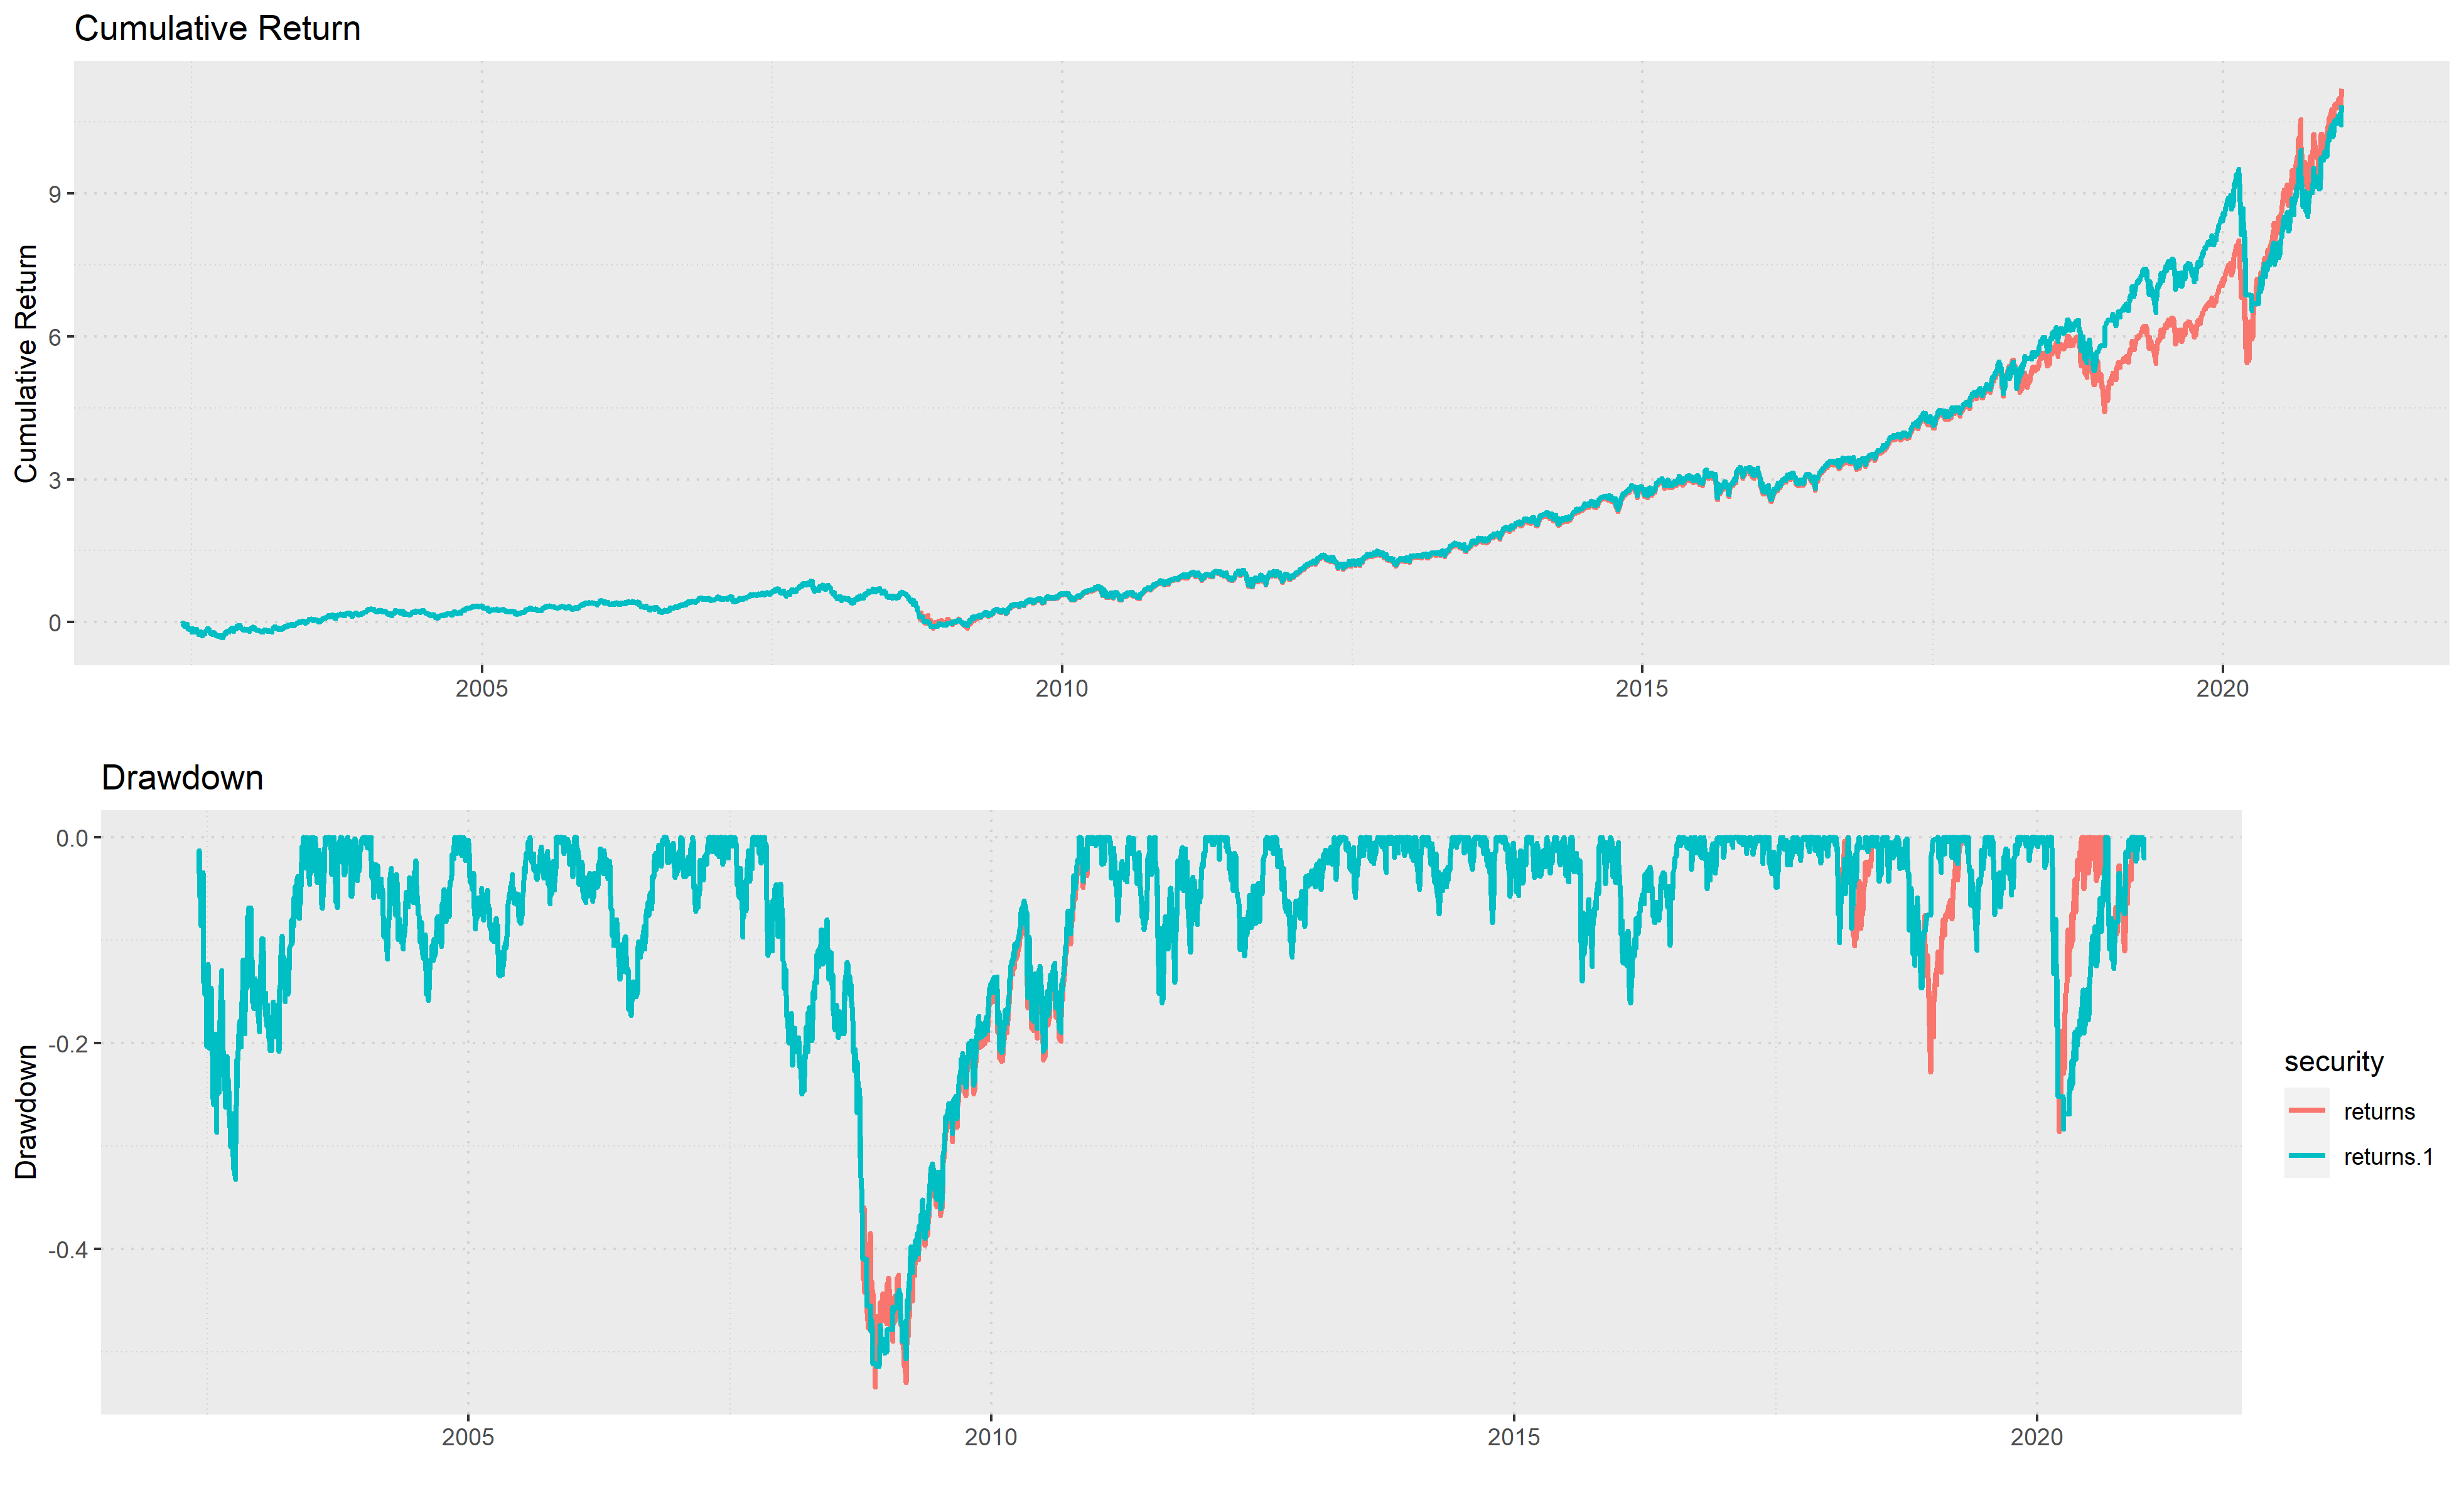 Cumulative Return
Cumulative Return
9
6
3
0
2005 2010 2015 2020
Drawdown
Drawdown
0.0
-0.2
-0.4
2005 2010 2015 2020
security
returns
returns.1